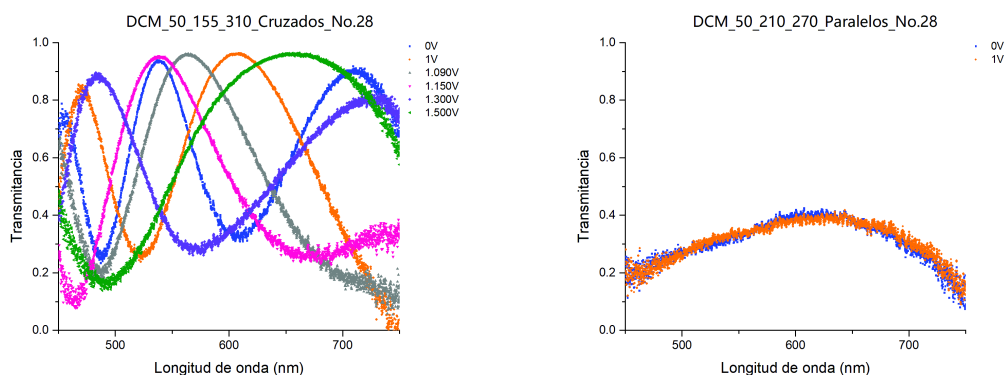 DCM_50_155_310_Cruzados_No.28
1.0
0.8
0.6
0.4
0.2
0.0
Transmitancia
500
600
700
Longitud de onda (nm)
0V
1V
1.090V
1.150V
1.300V
1.500V
DCM_50_210_270_Paralelos_No.28
1.0
0.8
0.6
0.4
0.2
0.0
Transmitancia
500
600
700
Longitud de onda (nm)
0V
1V